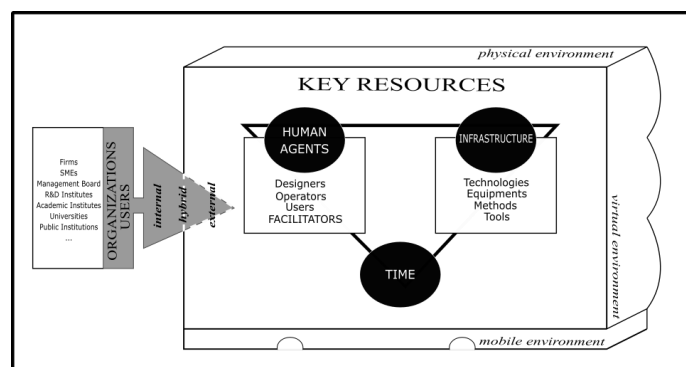 physical environment
KEY RESOURCES
HUMAN
AGENTS
INFRASTRUCTURE
Firms
SMEs
Management Board
R&D Institutes
Academic Institutes
Universities
Public Institutions
...
ORGANIZATIONS
USERS
internal
hybrid
external
Designers
Operators
Users
FACILITATORS
Technologies
Equipments
Methods
Tools
TIME
virtual environment
mobile environment